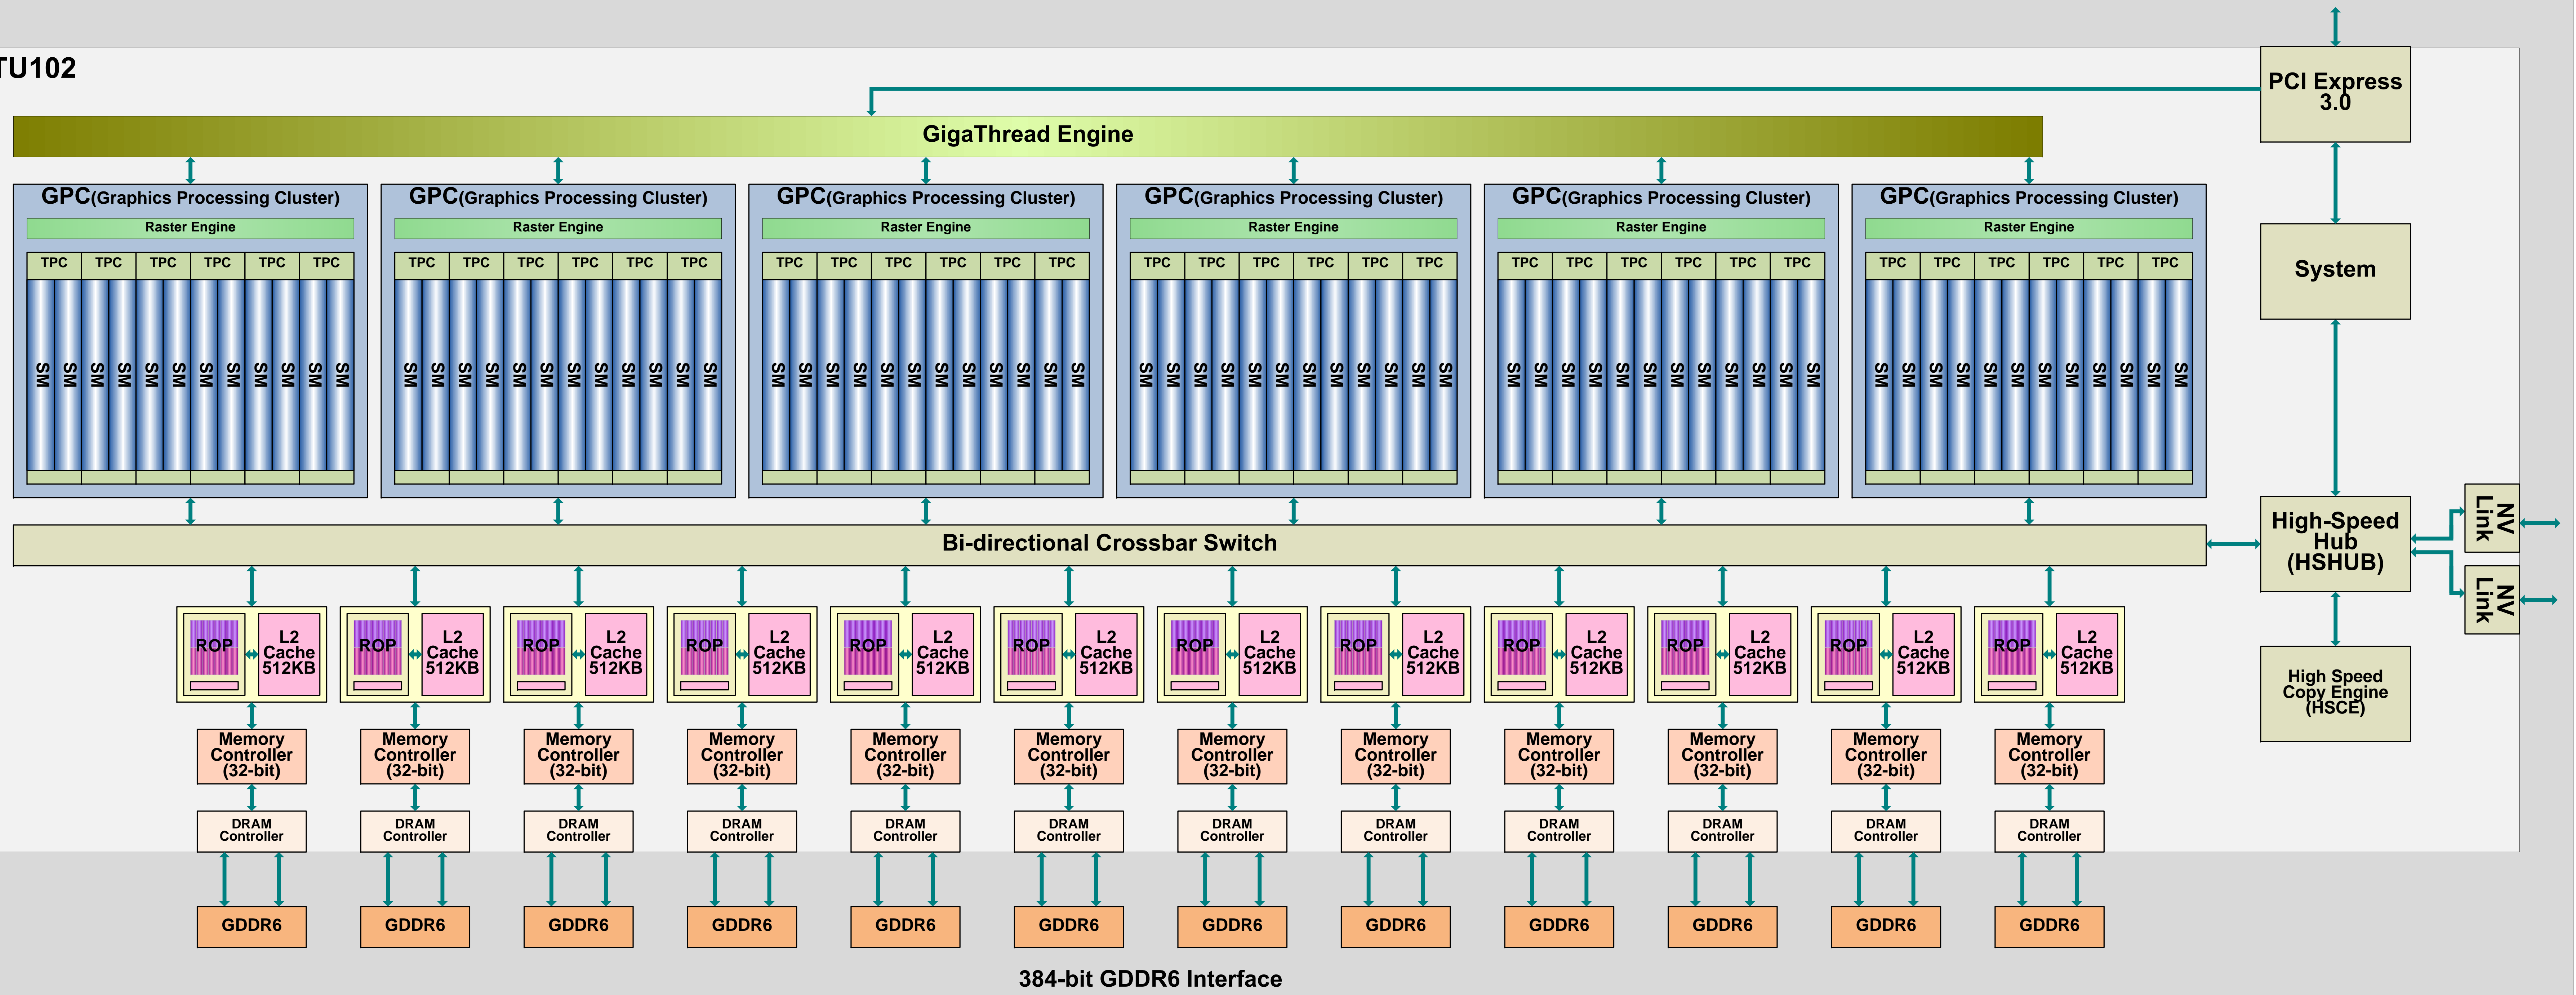 TU102
PCI Express
3.0
GigaThread Engine
GPC(Graphics Processing Cluster) GPC(Graphics Processing Cluster) GPC(Graphics Processing Cluster) GPC(Graphics Processing Cluster) GPC(Graphics Processing Cluster) GPC(Graphics Processing Cluster)
Raster Engine Raster Engine Raster Engine Raster Engine Raster Engine Raster Engine
TPC TPC TPC TPC TPC TPC TPC TPC TPC TPC TPC TPC TPC TPC TPC TPC TPC TPC TPC TPC TPC TPC TPC TPC TPC TPC TPC TPC TPC TPC TPC TPC TPC TPC TPC TPC
System
SM SM SM SM SM SM SM SM SM SM SM SM SM SM SM SM SM SM SM SM SM SM SM SM SM SM SM SM SM SM SM SM SM SM SM SM SM SM SM SM SM SM SM SM SM SM SM SM SM SM SM SM SM SM SM SM SM SM SM SM SM SM SM SM SM SM SM SM SM SM SM SM
Bi-directional Crossbar Switch
High-Speed
Hub
(HSHUB)
NV
Link
NV
Link
ROP ROP ROP ROP ROP ROP ROP ROP ROP ROP ROP ROP
L2 L2 L2 L2 L2 L2 L2 L2 L2 L2 L2 L2
Cache Cache Cache Cache Cache Cache Cache Cache Cache Cache Cache Cache
512KB 512KB 512KB 512KB 512KB 512KB 512KB 512KB 512KB 512KB 512KB 512KB
High Speed
Copy Engine
(HSCE)
Memory Memory Memory Memory Memory Memory Memory Memory Memory Memory Memory Memory
Controller Controller Controller Controller Controller Controller Controller Controller Controller Controller Controller Controller
(32-bit) (32-bit) (32-bit) (32-bit) (32-bit) (32-bit) (32-bit) (32-bit) (32-bit) (32-bit) (32-bit) (32-bit)
DRAM DRAM DRAM DRAM DRAM DRAM DRAM DRAM DRAM DRAM DRAM DRAM
Controller Controller Controller Controller Controller Controller Controller Controller Controller Controller Controller Controller
GDDR6 GDDR6 GDDR6 GDDR6 GDDR6 GDDR6 GDDR6 GDDR6 GDDR6 GDDR6 GDDR6 GDDR6
384-bit GDDR6 Interface